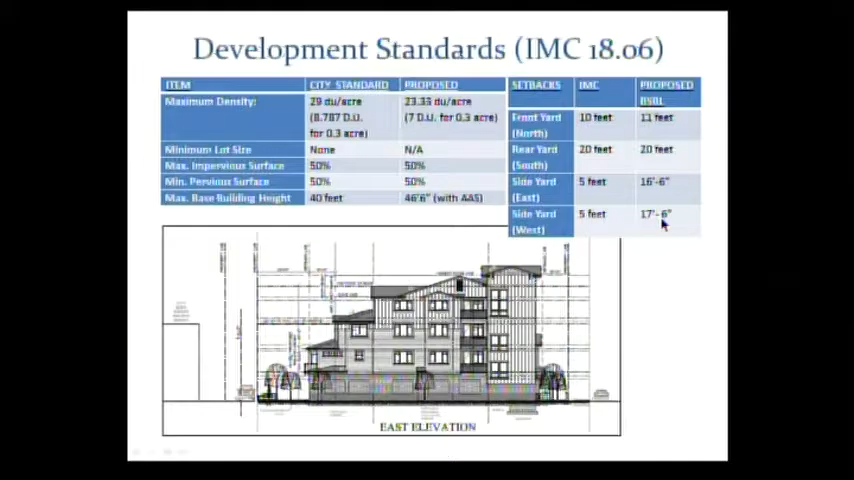 Development Standards (IMC 18.06)
ITEM CITY STANDARD PROPOSED
Maximum Density: 29 du/acre 23.33 du/acre
(8.787 D.U. (7 D.U. for 0.3 acre)
for 0.3 acre)
Minimum Lot Size None N/A
Max. Impervious Surface 50% 50%
Min. Pervious Surface 50% 50%
Max. Base Building Height 40 feet 46'6" (with AAS)
SETBACKS IMC PROPOSED
BSBL
Front Yard 10 feet 11 feet
(North)
Rear Yard 20 feet 20 feet
(South)
Side Yard 5 feet 16'-6"
(East)
Side Yard 5 feet 17'-6"
(West)
EAST ELEVATION